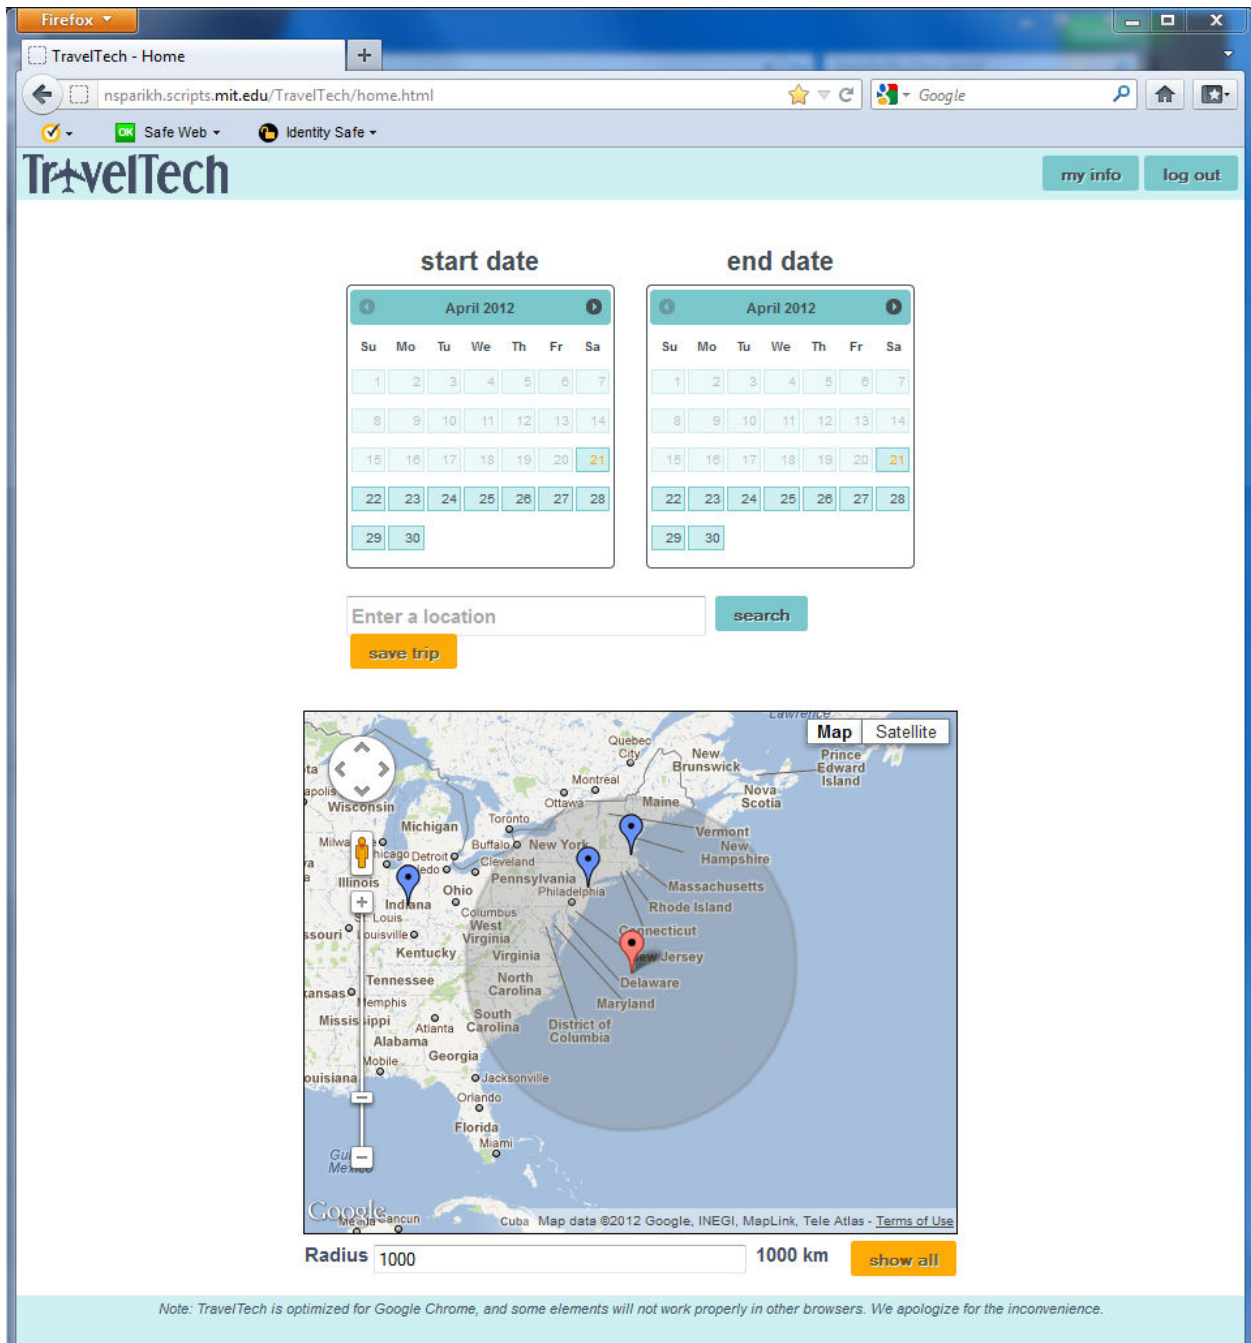 Firefox
TravelTech - Home
nsparikh.scripts.mit.edu/TravelTech/home.html
Google
OK Safe Web
Identity Safe
TravelTech
my info
log out
start date
end date
April 2012
April 2012
Su Mo Tu We Th Fr Sa
Su Mo Tu We Th Fr Sa
1 2 3 4 5 6 7
1 2 3 4 5 6 7
8 9 10 11 12 13 14
8 9 10 11 12 13 14
15 16 17 18 19 20 21
15 16 17 18 19 20 21
22 23 24 25 26 27 28
22 23 24 25 26 27 28
29 30
29 30
Enter a location
search
save trip
Map
Satellite
Quebec
City
New
Brunswick
Prince
Edward
Island
Montreal
Nova
Scotia
Ottawa
Maine
Wisconsin
Toronto
Michigan
Vermont
Buffalo
New York
New
Hampshire
Detroit
Cleveland
Illinois
Pennsylvania
Massachusetts
Ohio
Philadelphia
Indiana
Rhode Island
Columbus
St. Louis
West
Virginia
Connecticut
Louisville
Kentucky
Virginia
New Jersey
Tennessee
North
Carolina
Delaware
Memphis
Maryland
South
Carolina
Mississippi
Atlanta
District of
Columbia
Alabama
Georgia
Mobile
Jacksonville
Orlando
Florida
Miami
Google
Cancun
Cuba
Map data ©2012 Google, INEGI, MapLink, Tele Atlas - Terms of Use
Radius
1000
1000 km
show all
Note: TravelTech is optimized for Google Chrome, and some elements will not work properly in other browsers. We apologize for the inconvenience.